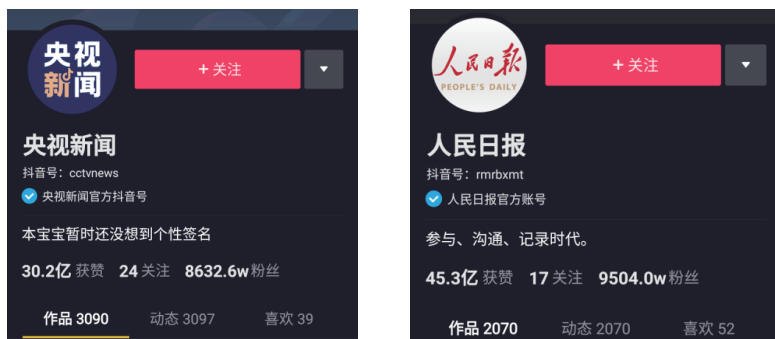 央视
新闻
+ 关注
央视新闻
抖音号：cctvnews
央视新闻官方抖音号
本宝宝暂时还没想到个性签名
30.2亿 获赞 24 关注 8632.6w 粉丝
作品 3090 动态 3097 喜欢 39
人民日报
PEOPLE'S DAILY
+ 关注
人民日报
抖音号：rmrbxmt
人民日报官方账号
参与、沟通、记录时代。
45.3亿 获赞 17 关注 9504.0w 粉丝
作品 2070 动态 2070 喜欢 52